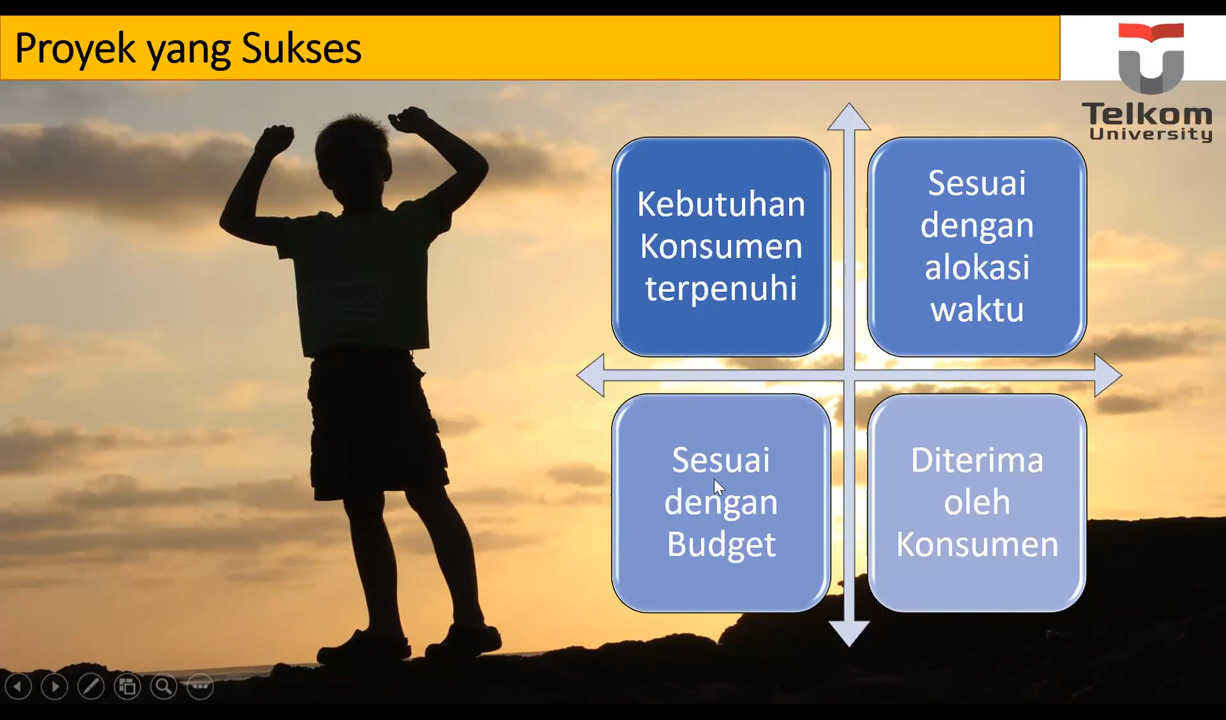 Proyek yang Sukses
Telkom
University
Kebutuhan
Konsumen
terpenuhi
Sesuai
dengan
alokasi
waktu
Sesuai
dengan
Budget
Diterima
oleh
Konsumen